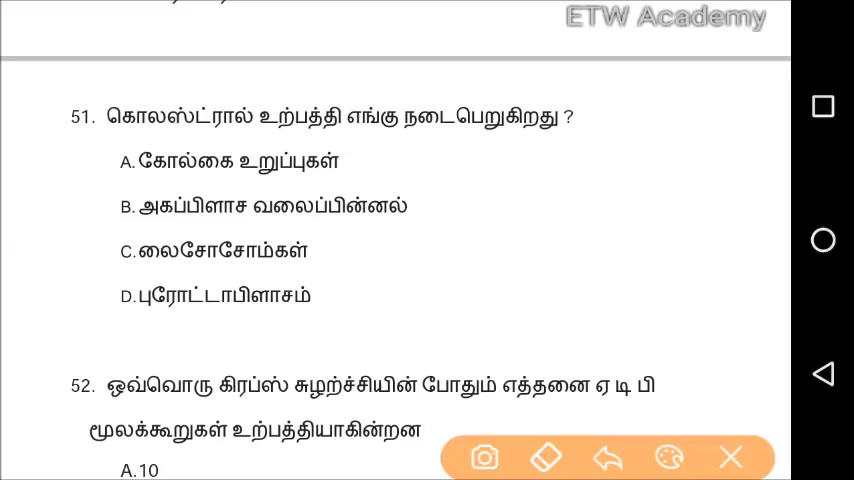 ETW Academy
51. கொலஸ்ட்ரால் உற்பத்தி எங்கு நடைபெறுகிறது ?
A. கோல்கை உறுப்புகள்
B. அகப்பிளாச வலைப்பின்னல்
C. லைசோசோம்கள்
D. புரோட்டாபிளாசம்
52. ஒவ்வொரு கிரப்ஸ் சுழற்ச்சியின் போதும் எத்தனை ஏ டி பி
மூலக்கூறுகள் உற்பத்தியாகின்றன
A. 10